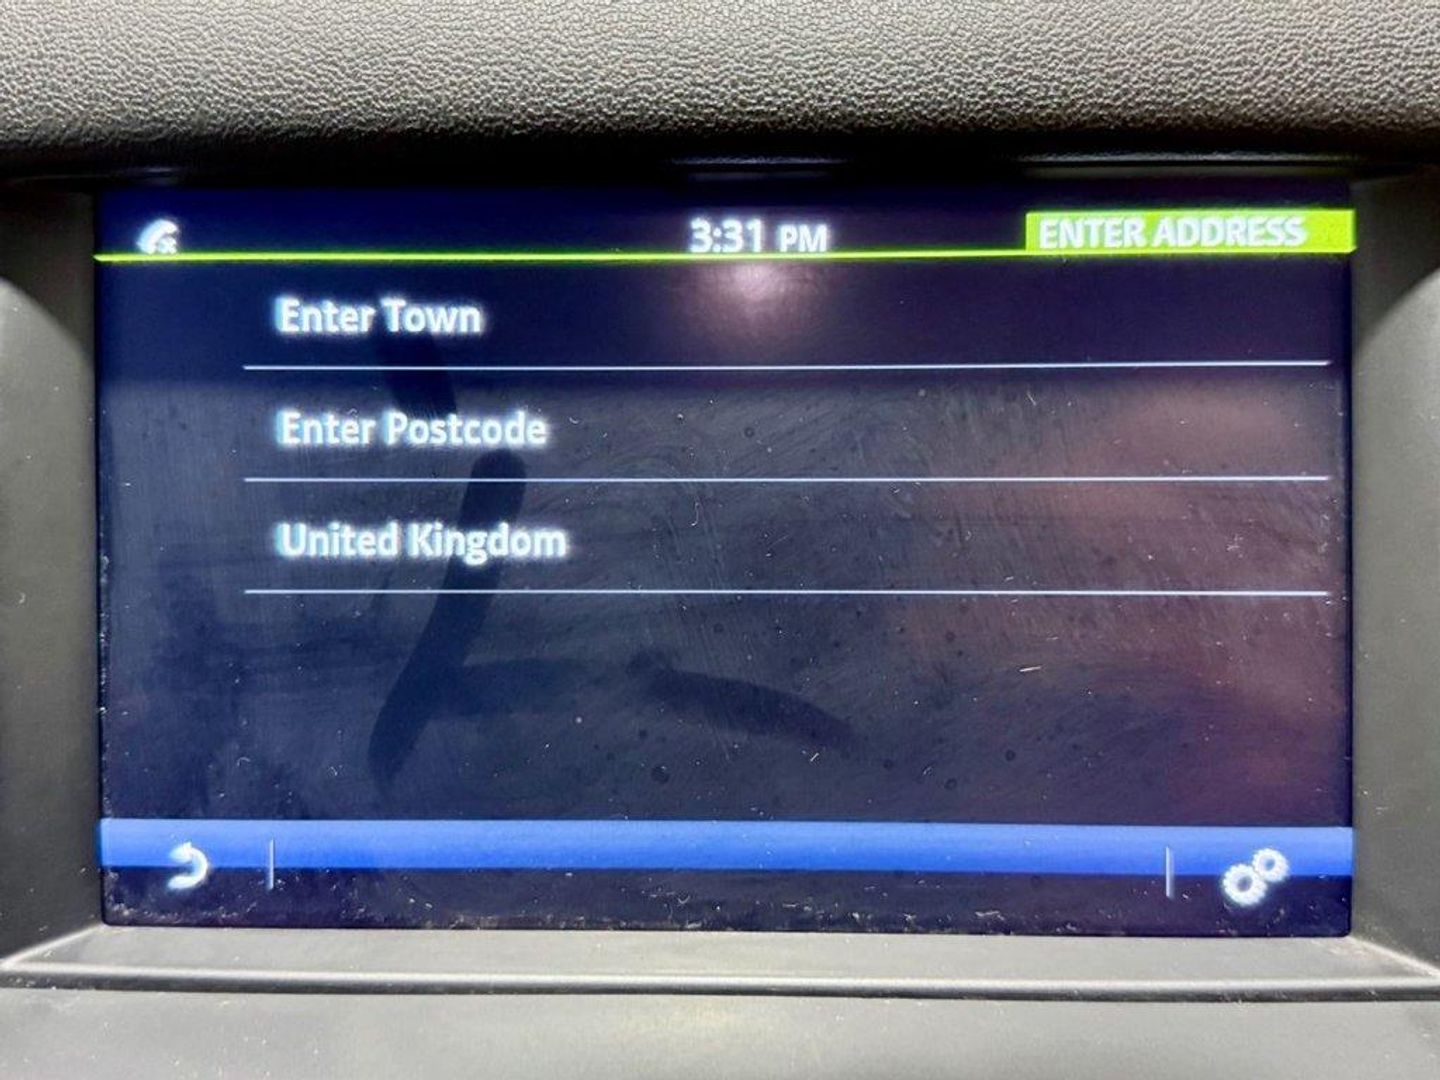 3:31 PM
ENTER ADDRESS
Enter Town
Enter Postcode
United Kingdom